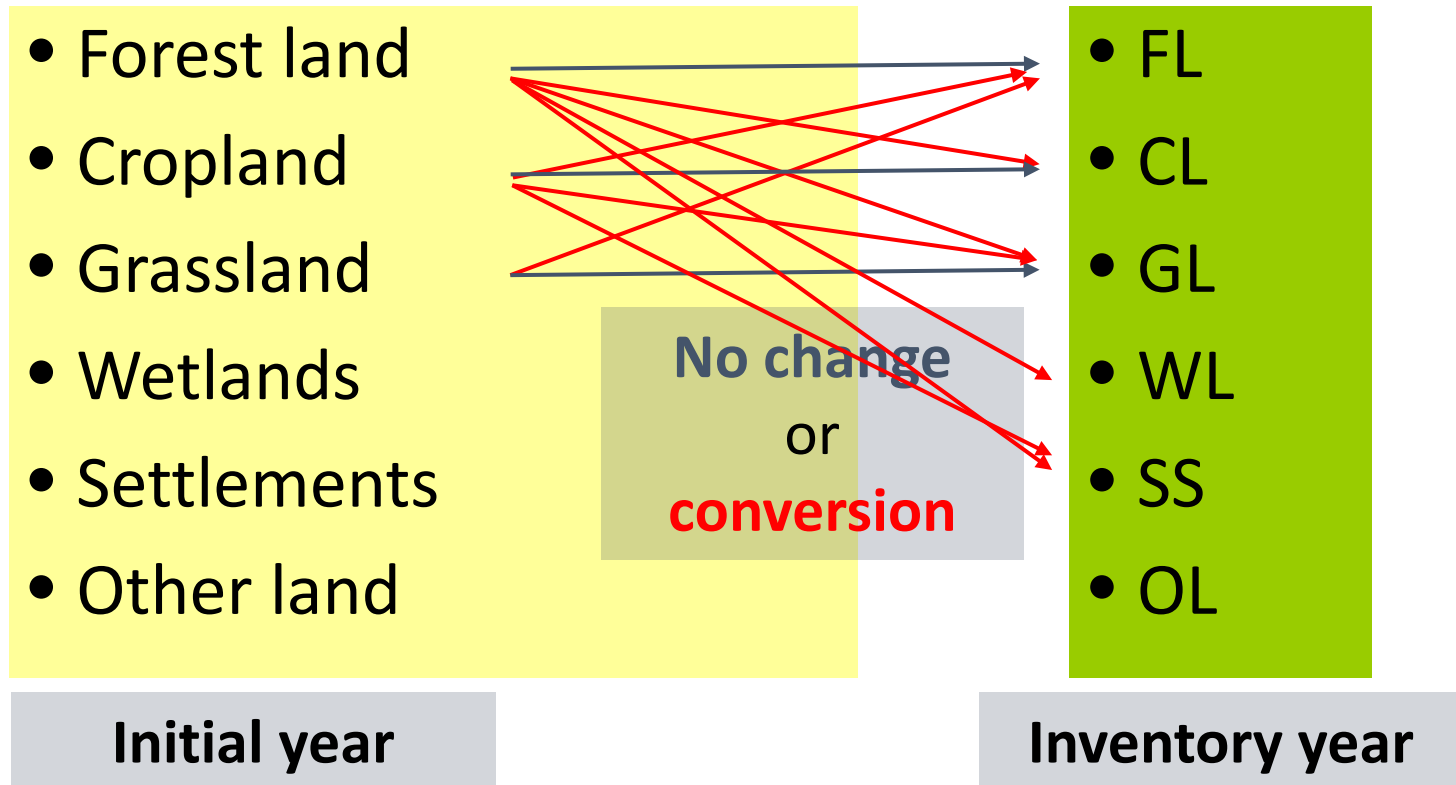 • Forest land
• Cropland
• Grassland
• Wetlands
• Settlements
• Other land
No change
or
conversion
• FL
• CL
• GL
• WL
• SS
• OL
Initial year
Inventory year